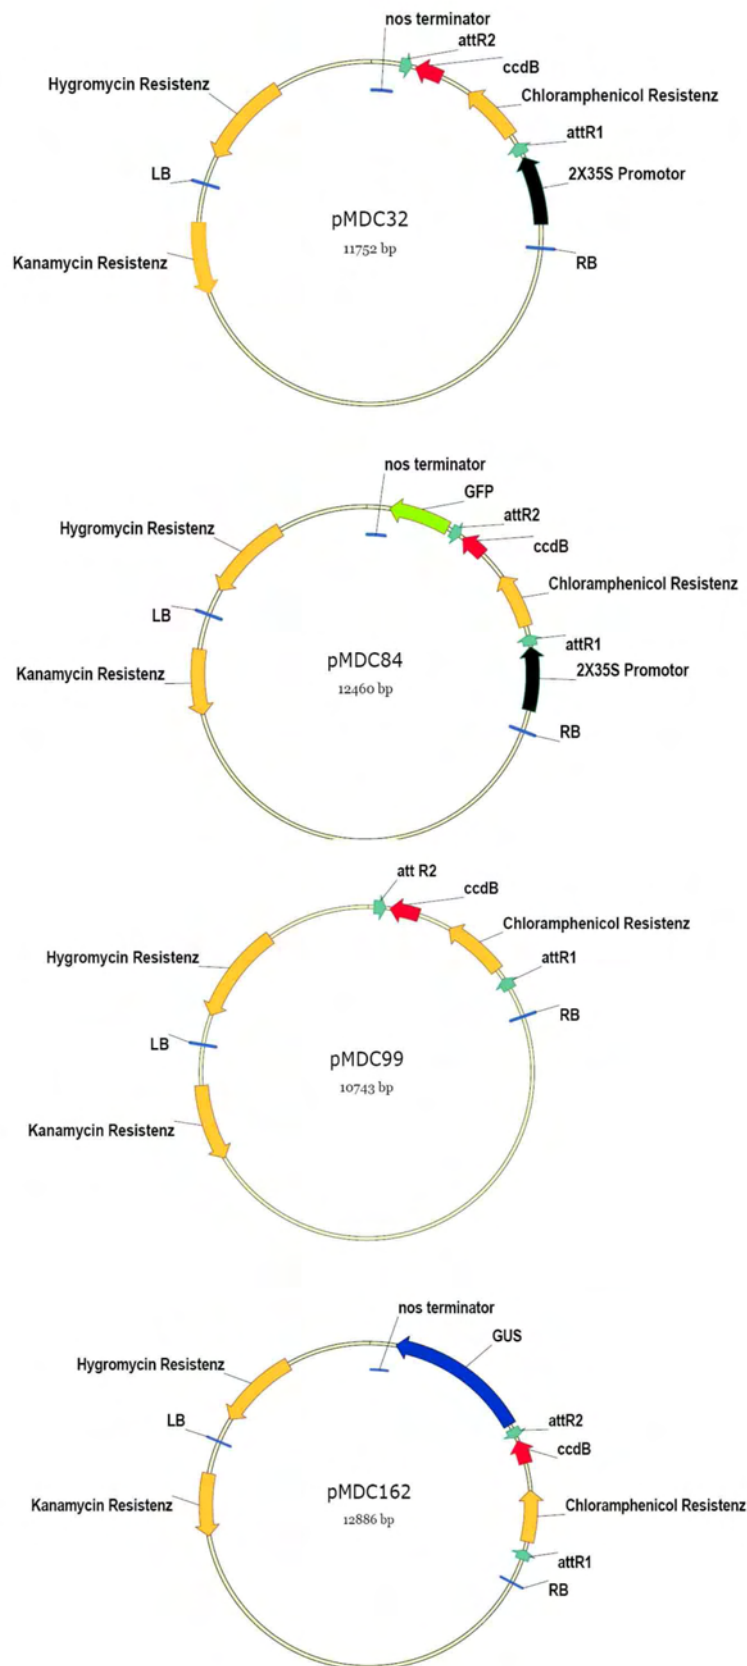 nos terminator
attR2
ccdB
Hygromycin Resistenz
Chloramphenicol Resistenz
attR1
LB
2X35S Promotor
pMDC32
11752 bp
Kanamycin Resistenz
RB
nos terminator
GFP
attR2
Hygromycin Resistenz
ccdB
Chloramphenicol Resistenz
LB
attR1
pMDC84
Kanamycin Resistenz
2X35S Promotor
12460 bp
RB
att R2
ccdB
Chloramphenicol Resistenz
Hygromycin Resistenz
attR1
RB
LB
pMDC99
10743 bp
Kanamycin Resistenz
nos terminator
GUS
Hygromycin Resistenz
LB
attR2
ccdB
pMDC162
Kanamycin Resistenz
Chloramphenicol Resistenz
12886 bp
attR1
RB